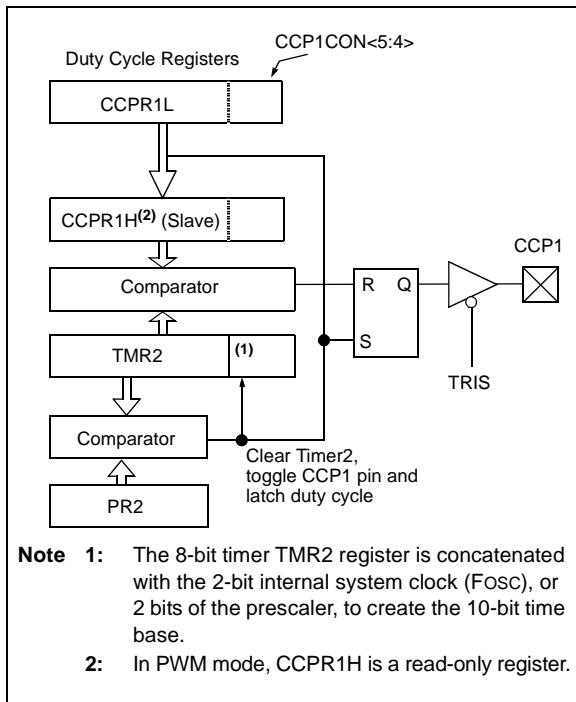 CCP1CON<5:4>
Duty Cycle Registers
CCPR1L
CCPR1H(2) (Slave)
CCP1
Comparator
R Q
TMR2 (1)
S
TRIS
Comparator
Clear Timer2,
toggle CCP1 pin and
latch duty cycle
PR2
Note 1: The 8-bit timer TMR2 register is concatenated
with the 2-bit internal system clock (FOSC), or
2 bits of the prescaler, to create the 10-bit time
base.
2: In PWM mode, CCPR1H is a read-only register.